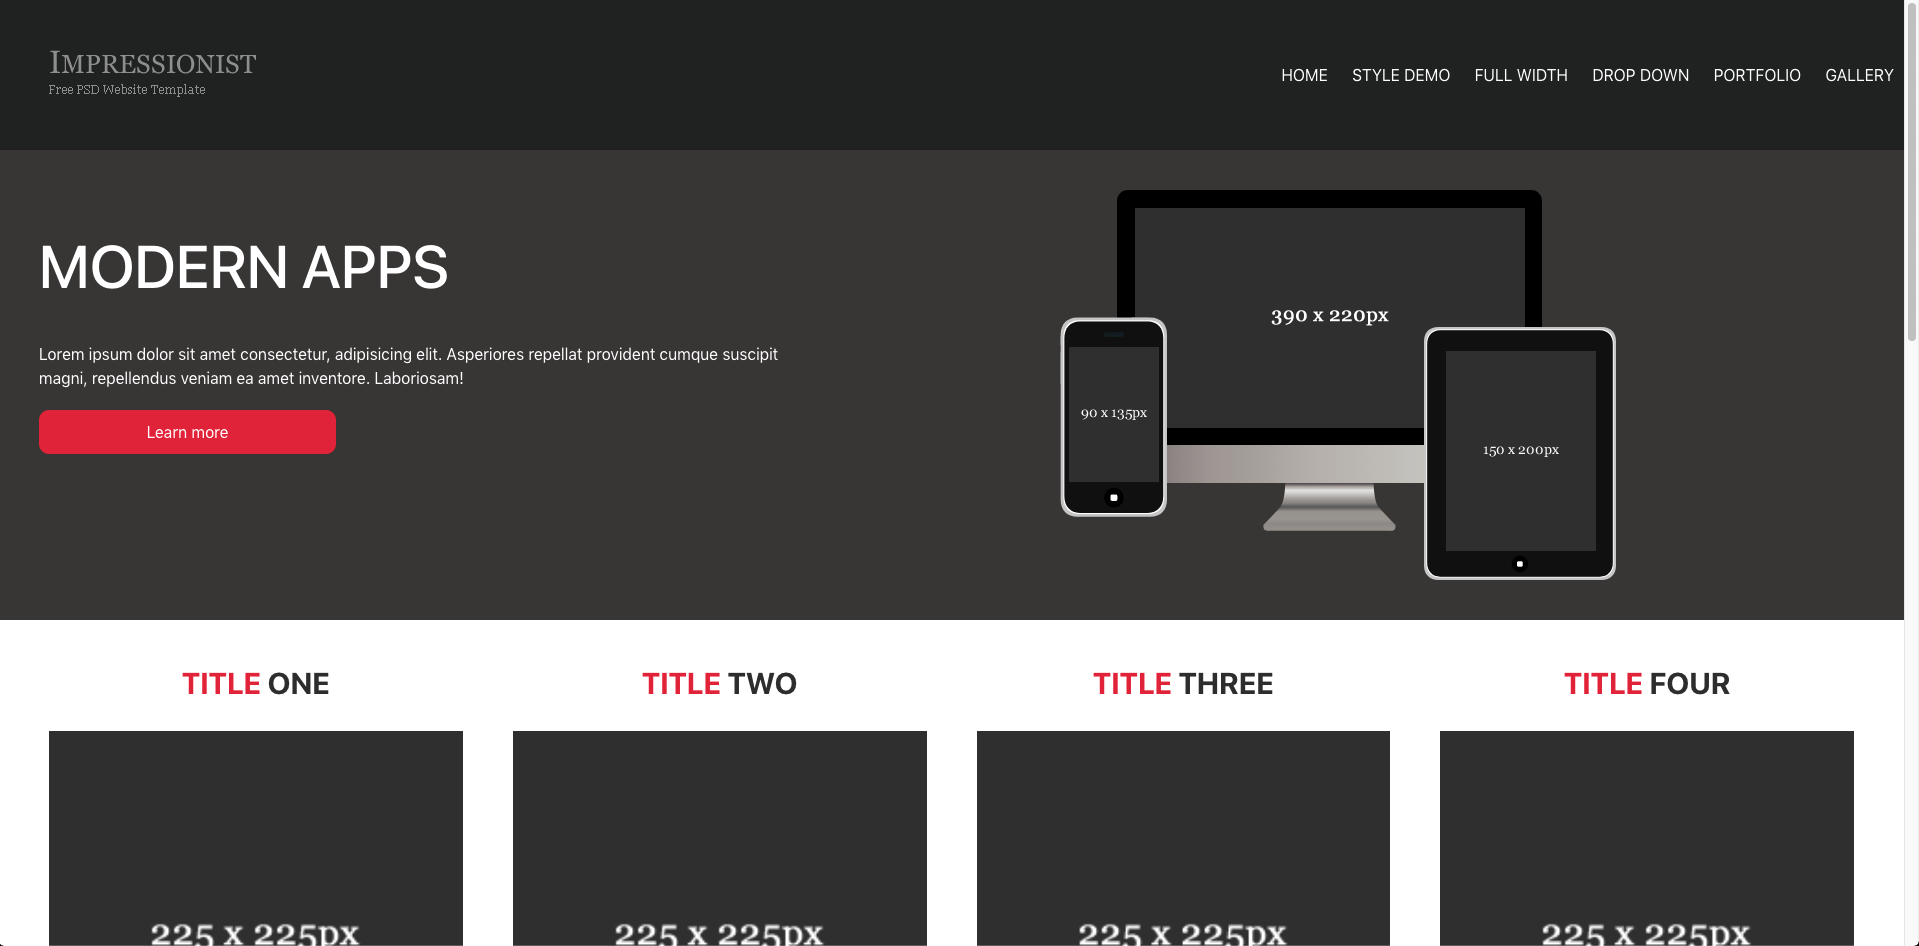 IMPRESSIONIST
Free PSD Website Template
HOME STYLE DEMO FULL WIDTH DROP DOWN PORTFOLIO GALLERY
MODERN APPS
Lorem ipsum dolor sit amet consectetur, adipisicing elit. Asperiores repellat provident cumque suscipit
magni, repellendus veniam ea amet inventore. Laboriosam!
Learn more
390 x 220px
90 x 135px
150 x 200px
TITLE ONE
TITLE TWO
TITLE THREE
TITLE FOUR
225 x 225px
225 x 225px
225 x 225px
225 x 225px